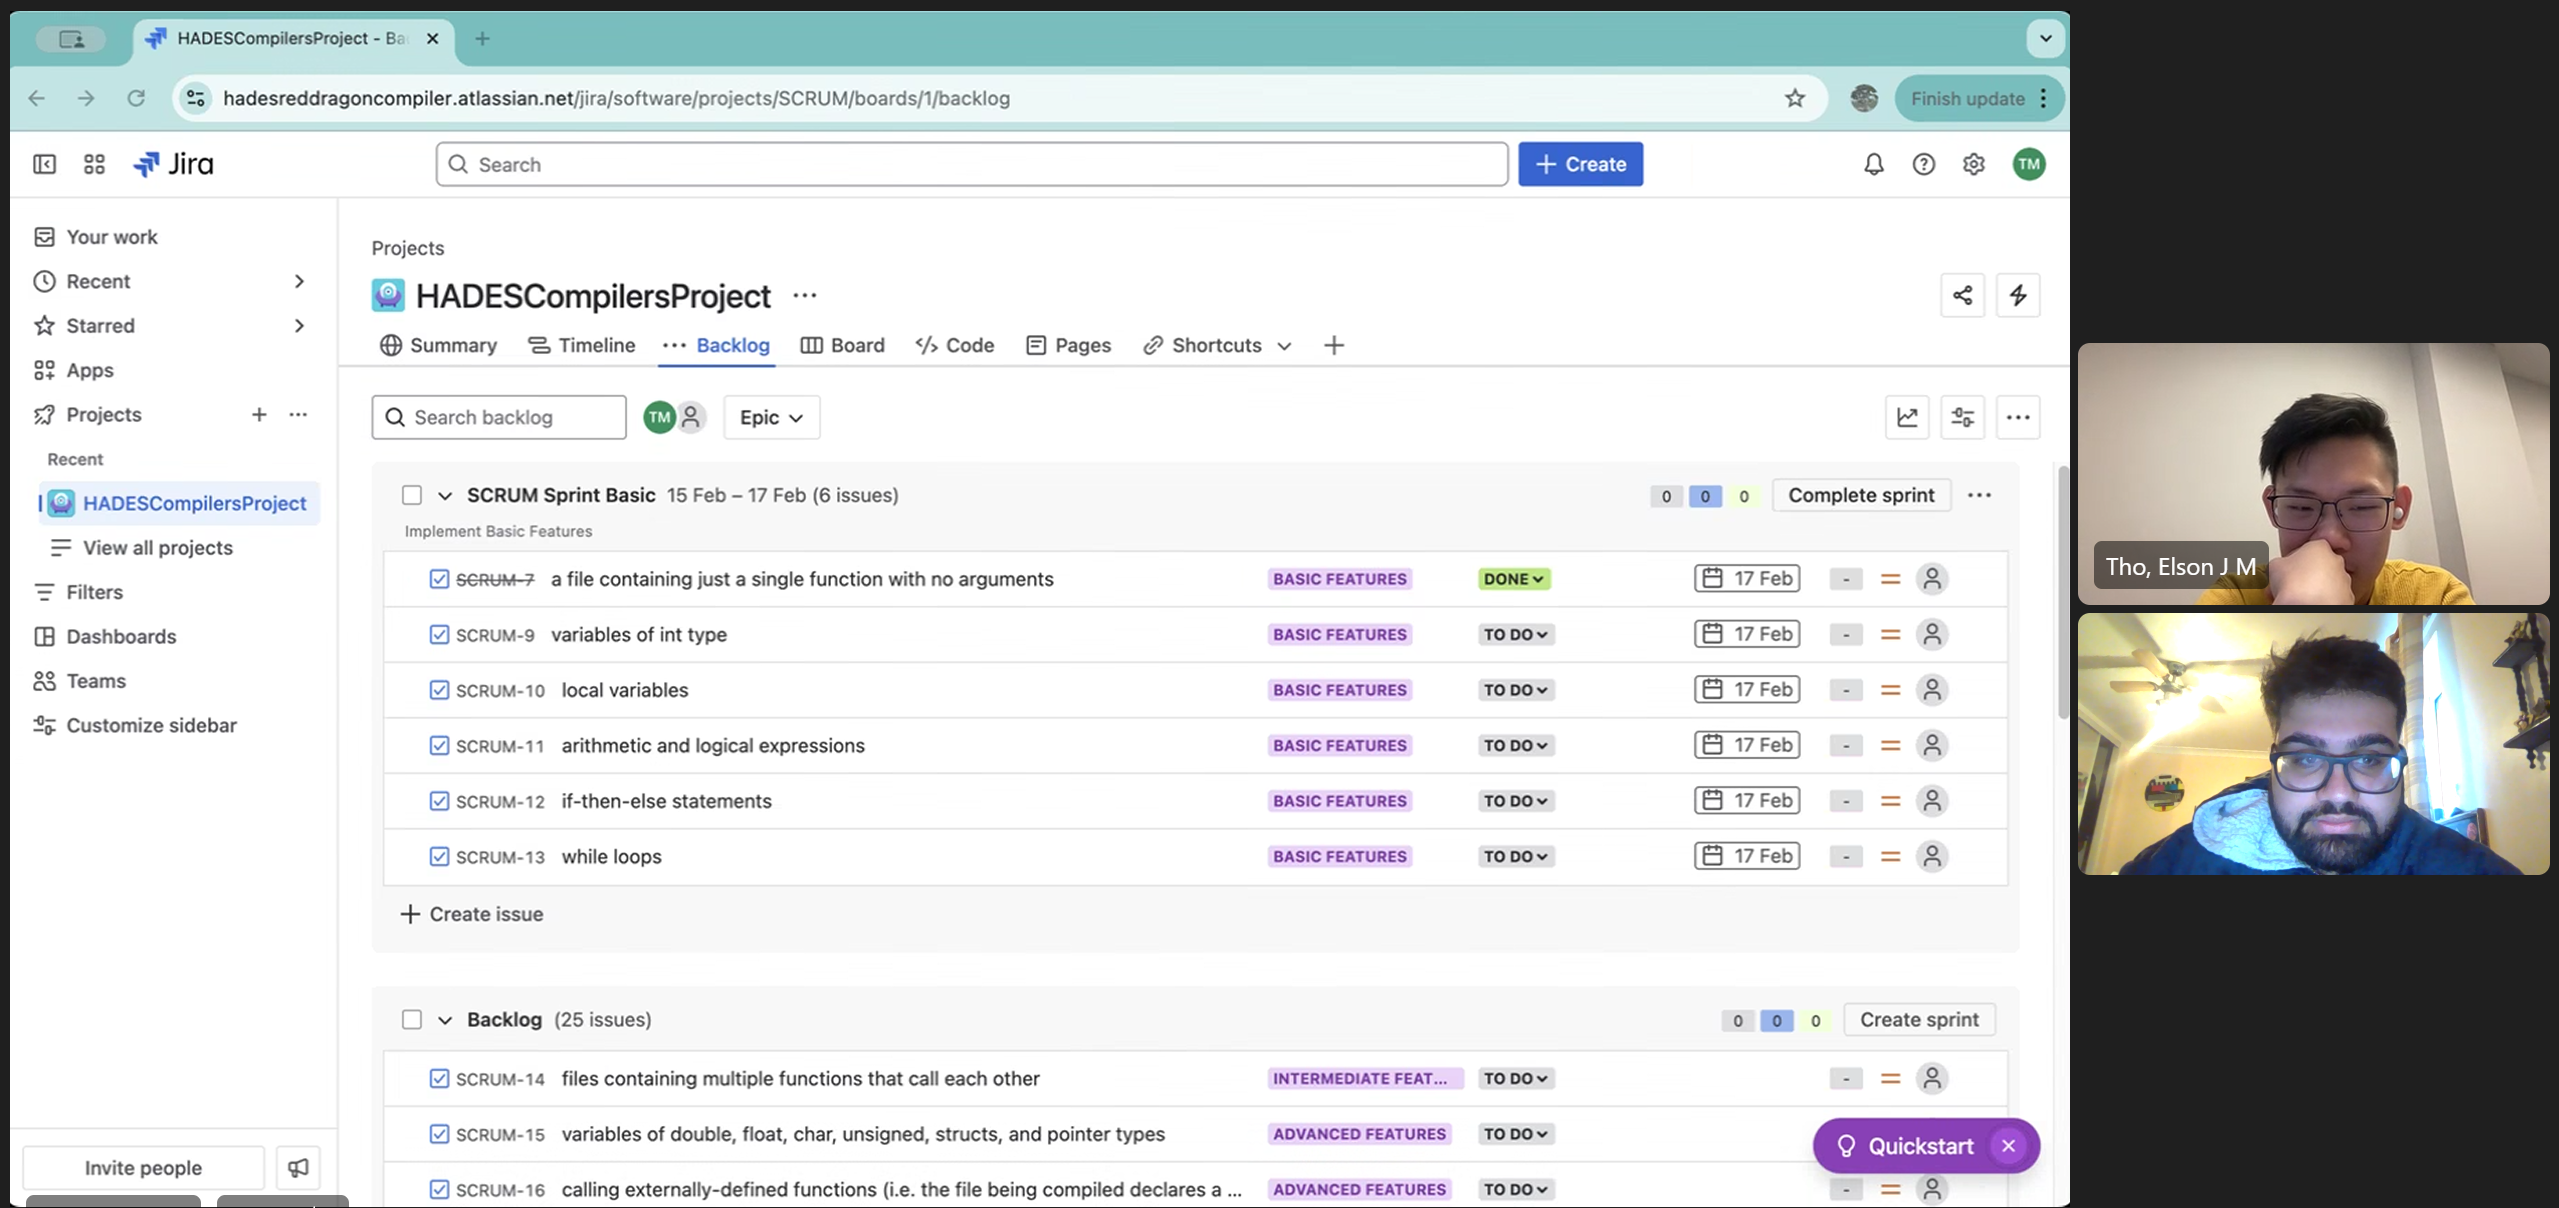 HADESCompilersProject - Ba
hadesreddragoncompiler.atlassian.net/jira/software/projects/SCRUM/boards/1/backlog
Finish update
Jira
Search
+ Create
TM
Your work
Recent
Starred
Apps
Projects
Recent
HADESCompilersProject
View all projects
Filters
Dashboards
Teams
Customize sidebar
Invite people
Projects
HADESCompilersProject
Summary Timeline Backlog Board Code Pages Shortcuts
Search backlog TM Epic
SCRUM Sprint Basic 15 Feb – 17 Feb (6 issues) 0 0 0 Complete sprint
Implement Basic Features
SCRUM-7 a file containing just a single function with no arguments BASIC FEATURES DONE 17 Feb -
SCRUM-9 variables of int type BASIC FEATURES TO DO 17 Feb -
SCRUM-10 local variables BASIC FEATURES TO DO 17 Feb -
SCRUM-11 arithmetic and logical expressions BASIC FEATURES TO DO 17 Feb -
SCRUM-12 if-then-else statements BASIC FEATURES TO DO 17 Feb -
SCRUM-13 while loops BASIC FEATURES TO DO 17 Feb -
+ Create issue
Backlog (25 issues) 0 0 0 Create sprint
SCRUM-14 files containing multiple functions that call each other INTERMEDIATE FEAT... TO DO -
SCRUM-15 variables of double, float, char, unsigned, structs, and pointer types ADVANCED FEATURES TO DO
Quickstart
SCRUM-16 calling externally-defined functions (i.e. the file being compiled declares a ... ADVANCED FEATURES TO DO -
Tho, Elson J M